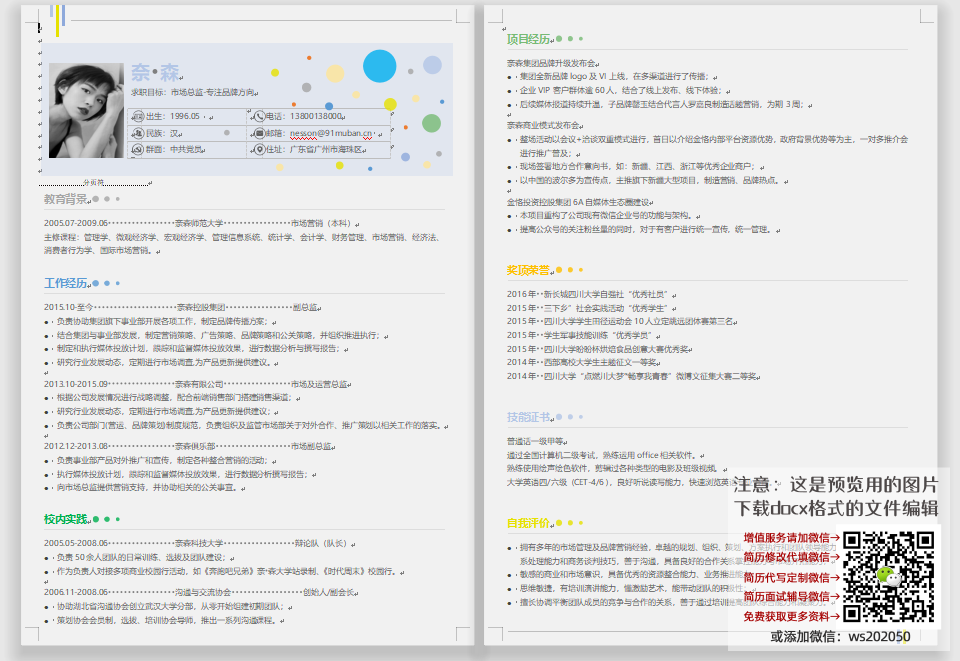 奈·森
求职目标：市场总监·专注品牌方向
出生：1996.05
电话：13800138000
民族：汉
邮箱：nesson@91muban.cn
群面：中共党员
住址：广东省广州市海珠区
分页符
教育背景
2005.07-2009.06 奈森师范大学 市场营销（本科）
主修课程：管理学、微观经济学、宏观经济学、管理信息系统、统计学、会计学、财务管理、市场营销、经济法、
消费者行为学、国际市场营销。
工作经历
2015.10-至今 奈森控股集团 副总监
负责协助集团旗下事业部开展各项工作，制定品牌传播方案；
结合集团与事业部发展，制定营销策略、广告策略、品牌策略和公关策略，并组织推进执行；
制定和执行媒体投放计划，跟踪和监督媒体投放效果，进行数据分析与撰写报告；
研究行业发展动态，定期进行市场调查,为产品更新提供建议。
2013.10-2015.09 奈森有限公司 市场及运营总监
根据公司发展情况进行战略调整，配合前端销售部门搭建销售渠道；
研究行业发展动态，定期进行市场调查,为产品更新提供建议；
负责公司部门(营运、品牌策划)制度规范，负责组织及监管市场部关于对外合作、推广策划以相关工作的落实。
2012.12-2013.08 奈森俱乐部 市场副总监
负责事业部产品对外推广和宣传，制定各种整合营销的活动；
执行媒体投放计划，跟踪和监督媒体投放效果，进行数据分析撰写报告；
向市场总监提供营销支持，并协助相关的公关事宜。
校内实践
2005.05-2008.06 奈森科技大学 辩论队（队长）
负责 50 余人团队的日常训练、选拔及团队建设；
作为负责人对接多项商业校园行活动，如《奔跑吧兄弟》奈·森大学站录制、《时代周末》校园行。
2006.11-2008.06 沟通与交流协会 创始人/副会长
协助湖北省沟通协会创立武汉大学分部，从零开始组建初期团队；
策划协会会员制，选拔、培训协会导师，推出一系列沟通课程。
项目经历
奈森集团品牌升级发布会
集团全新品牌 logo 及 VI 上线，在多渠道进行了传播；
企业 VIP 客户群体逾 60 人，结合了线上发布、线下体验；
后续媒体报道持续升温，子品牌罄玉结合代言人罗启良制造话题营销，为期 3 周；
奈森商业模式发布会
整场活动以会议+洽谈双重模式进行，首日以介绍金恪内部平台资源优势，政府背景优势等为主，一对多推介会
进行推广普及；
现场签署地方合作意向书，如：新疆、江西、浙江等优秀企业商户；
以中国的波尔多为宣传点，主推旗下新疆大型项目，制造营销、品牌热点。
金恪投资控股集团 6A 自媒体生态圈建设
本项目重构了公司现有微信企业号的功能与架构。
提高公众号的关注粉丝量的同时，对于有客户进行统一宣传，统一管理。
奖项荣誉
2016 年 新长城四川大学自强社“优秀社员”
2015 年 三下乡”社会实践活动“优秀学生”
2015 年 四川大学学生田径运动会 10 人立定跳远团体赛第三名
2015 年 学生军事技能训练“优秀学员”
2015 年 四川大学盼盼杯烘焙食品创意大赛优秀奖
2014 年 西部高校大学生主题征文一等奖
2014 年 四川大学“点燃川大梦”畅享我青春”微博文征集大赛二等奖
技能证书
普通话一级甲等
通过全国计算机二级考试，熟练运用 office 相关软件。
熟练使用绘声绘色软件，剪辑过各种类型的电影及班级视频。
大学英语四/六级（CET-4/6），良好听说读写能力，快速浏览英
自我评价
拥有多年的市场管理及品牌营销经验，卓越的规划、组织、
系处理能力和商务谈判技巧，善于沟通，具备良好的合作关
敏感的商业和市场意识，具备优秀的资源整合能力、业务推
思维敏捷，有培训演讲能力，懂激励艺术，能带动团队的积
擅长协调平衡团队成员的竞争与合作的关系，善于通过培训
注意：这是预览用的图片
下载docx格式的文件编辑
增值服务请加微信→
简历修改代填微信→
简历代写定制微信→
简历面试辅导微信→
免费获取更多资料→
或添加微信：ws202050